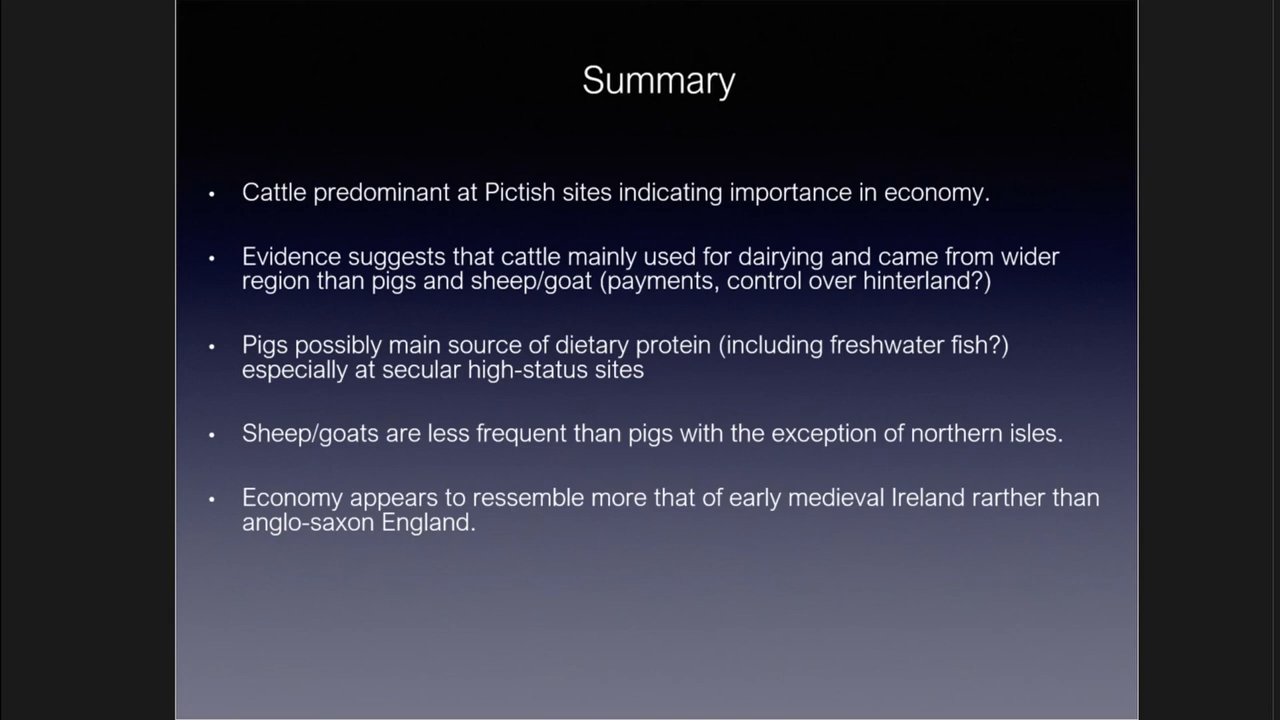 Summary
• Cattle predominant at Pictish sites indicating importance in economy.
• Evidence suggests that cattle mainly used for dairying and came from wider
region than pigs and sheep/goat (payments, control over hinterland?)
• Pigs possibly main source of dietary protein (including freshwater fish?)
especially at secular high-status sites
• Sheep/goats are less frequent than pigs with the exception of northern isles.
• Economy appears to ressemble more that of early medieval Ireland rarther than
anglo-saxon England.